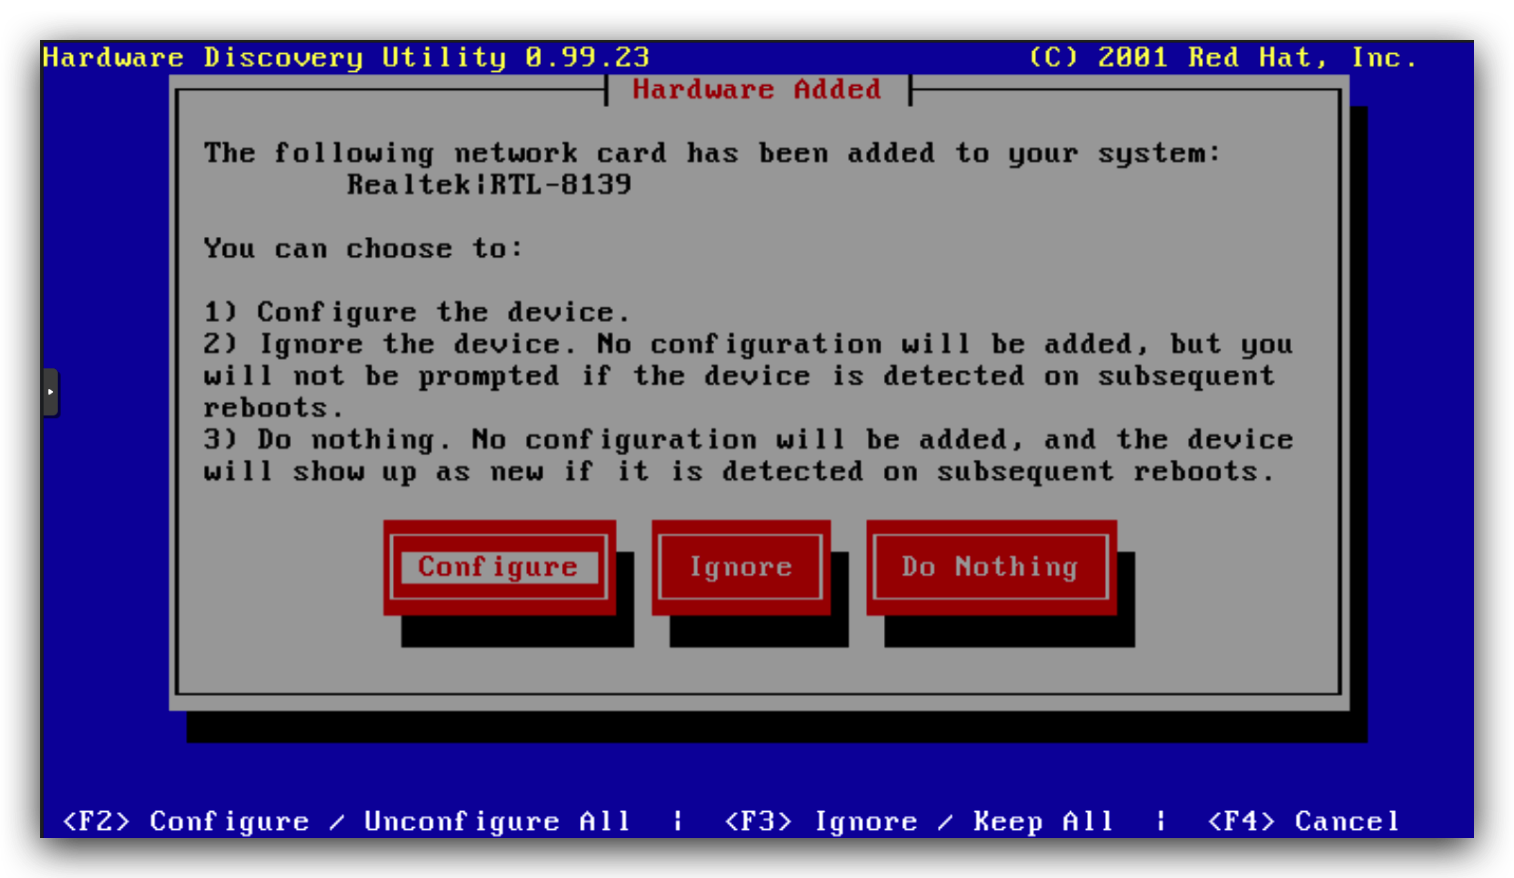 Hardware Discovery Utility 0.99.23 (C) 2001 Red Hat, Inc.
Hardware Added
The following network card has been added to your system:
Realtek|RTL-8139
You can choose to:
1) Configure the device.
2) Ignore the device. No configuration will be added, but you
will not be prompted if the device is detected on subsequent
reboots.
3) Do nothing. No configuration will be added, and the device
will show up as new if it is detected on subsequent reboots.
Configure Ignore Do Nothing
<F2> Configure / Unconfigure All | <F3> Ignore / Keep All | <F4> Cancel